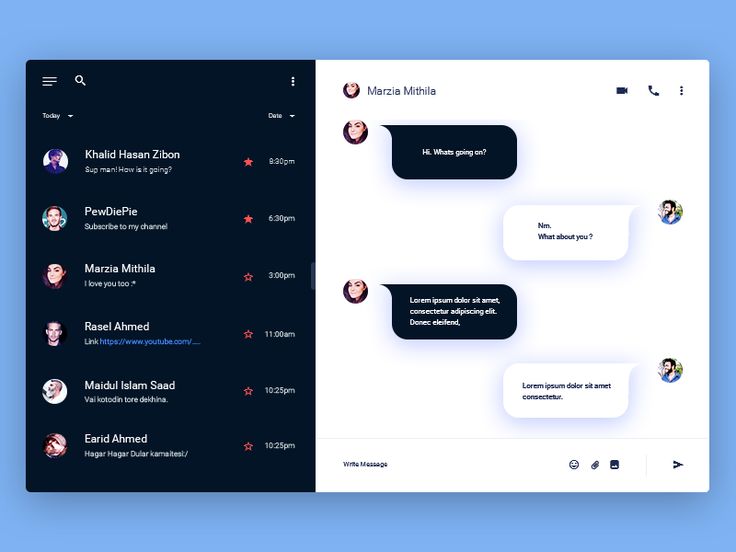 Today
Date
Khalid Hasan Zibon
Sup man! How is it going?
8:30pm
PewDiePie
Subscribe to my channel
6:30pm
Marzia Mithila
I love you too :*
3:00pm
Rasel Ahmed
Link https://www.youtube.com/.....
11:00am
Maidul Islam Saad
Vai kotodin tore dekhina.
10:25pm
Earid Ahmed
Hagar Hagar Dular kamaitesi:/
10:25pm
Marzia Mithila
Hi. Whats going on?
Nm.
What about you ?
Lorem ipsum dolor sit amet,
consectetur adipiscing elit.
Donec eleifend,
Lorem ipsum dolor sit amet
consectetur.
Write Message